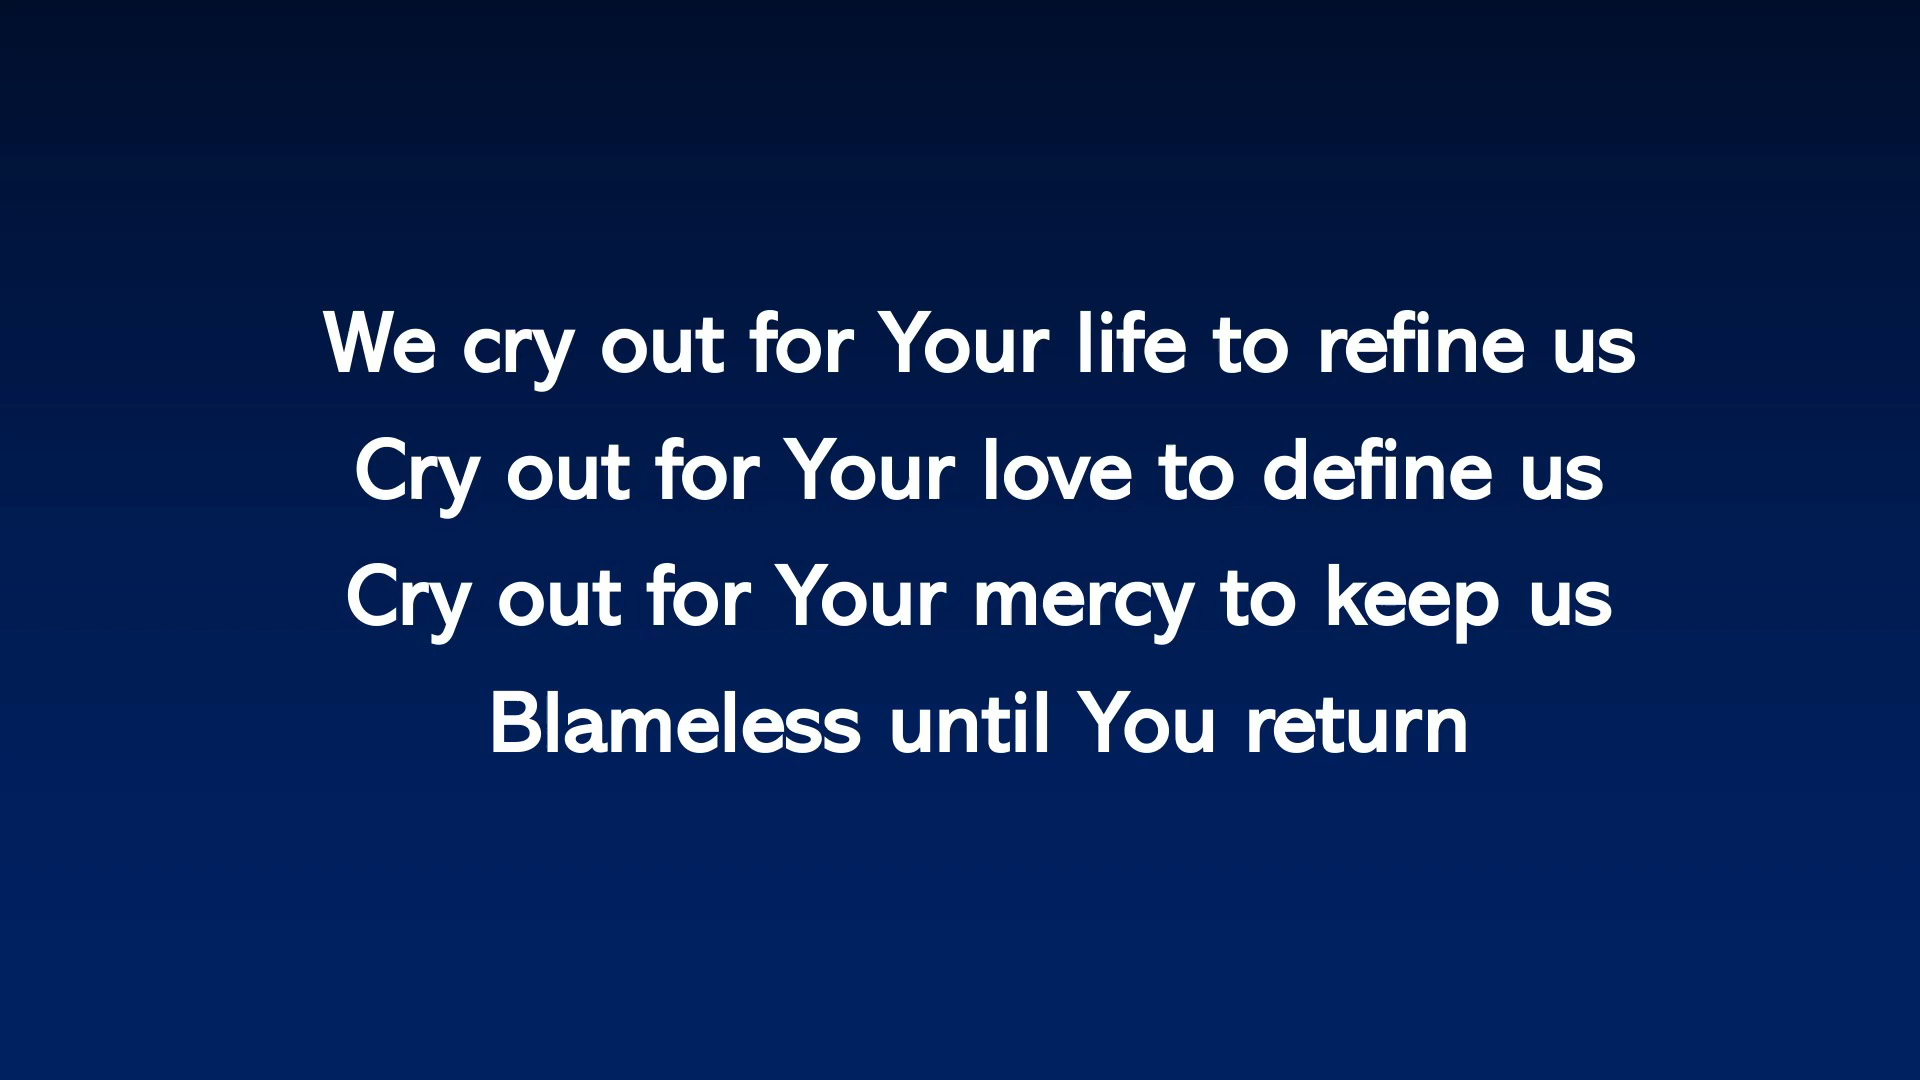 We cry out for Your life to refine us
Cry out for Your love to define us
Cry out for Your mercy to keep us
Blameless until You return